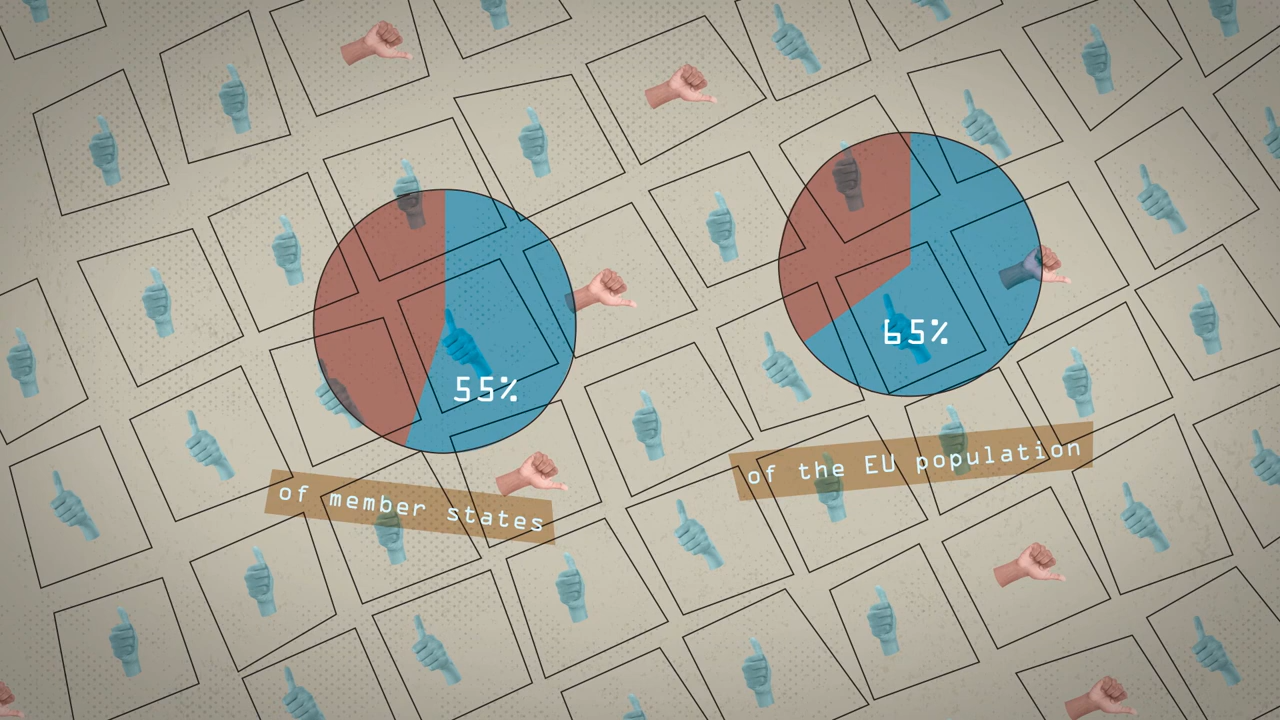 55%
of member states
65%
of the EU population